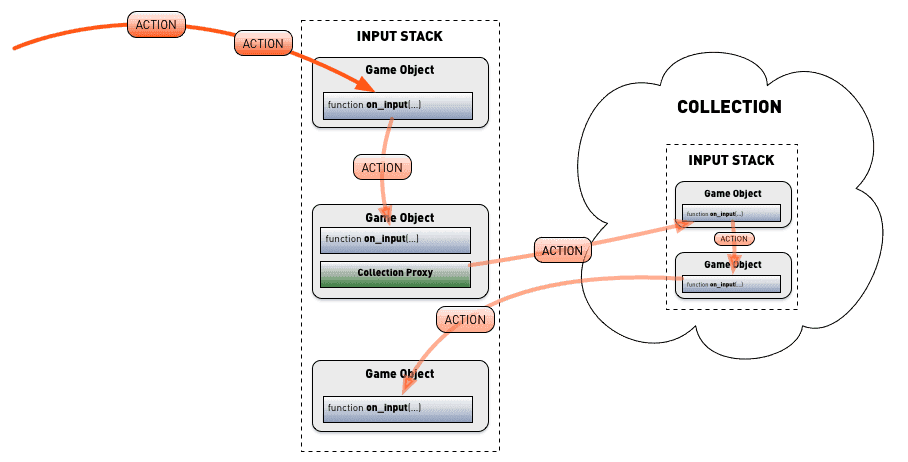 ACTION
ACTION
INPUT STACK
Game Object
function on_input(...)
ACTION
Game Object
function on_input(...)
Collection Proxy
ACTION
COLLECTION
INPUT STACK
Game Object
function on_input(...)
ACTION
Game Object
function on_input(...)
ACTION
Game Object
function on_input(...)